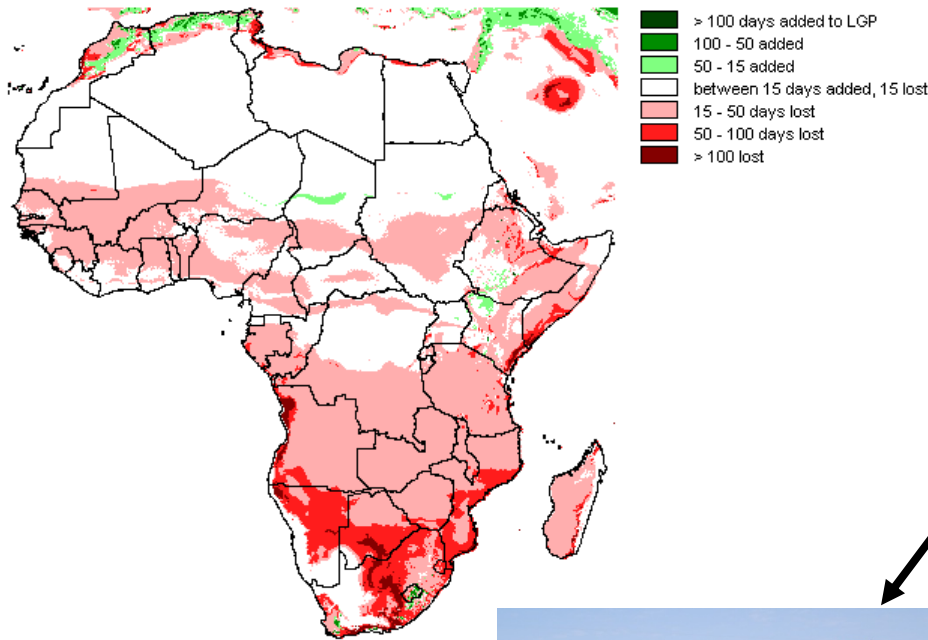 > 100 days added to LGP
100 - 50 added
50 - 15 added
between 15 days added, 15 lost
15 - 50 days lost
50 - 100 days lost
> 100 lost